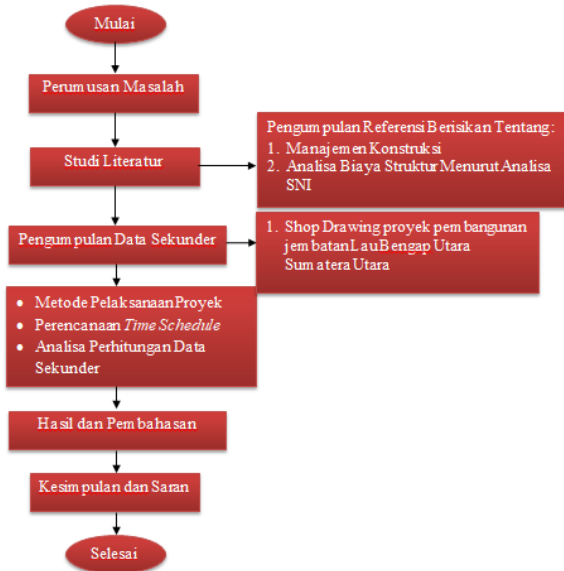 Mulai
Perumusan Masalah
Studi Literatur
Pengumpulan Referensi Berisikan Tentang:
1. Manajemen Konstruksi
2. Analisa Biaya Struktur Menurut Analisa
SNI
Pengumpulan Data Sekunder
1. Shop Drawing proyek pembangunan
jembatan Lau Bengap Utara
Sumatera Utara
• Metode Pelaksanaan Proyek
• Perencanaan Time Schedule
• Analisa Perhitungan Data
Sekunder
Hasil dan Pembahasan
Kesimpulan dan Saran
Selesai